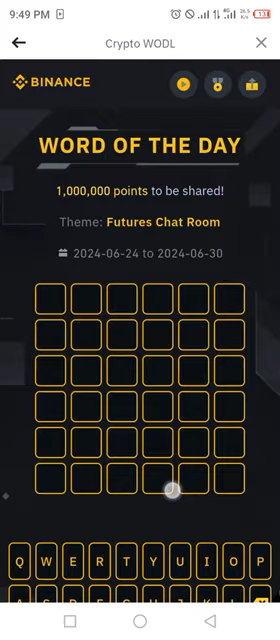 9:49 PM
Crypto WODL
BINANCE
WORD OF THE DAY
1,000,000 points to be shared!
Theme: Futures Chat Room
2024-06-24 to 2024-06-30
Q W E R T Y U I O P